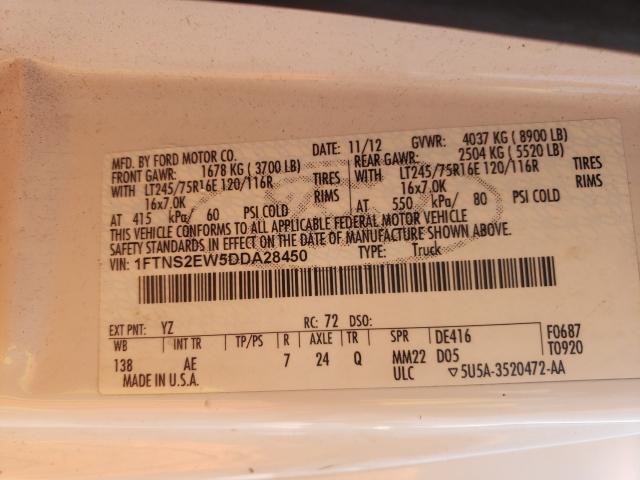 MFD. BY FORD MOTOR CO.
DATE: 11/12 GVWR: 4037 KG ( 8900 LB)
FRONT GAWR: 1678 KG ( 3700 LB) REAR GAWR: 2504 KG ( 5520 LB)
WITH LT245/75R16E 120/116R TIRES WITH LT245/75R16E 120/116R TIRES
16x7.0K RIMS 16x7.0K RIMS
AT 415 kPa/ 60 PSI COLD AT 550 kPa/ 80 PSI COLD
THIS VEHICLE CONFORMS TO ALL APPLICABLE FEDERAL MOTOR VEHICLE
SAFETY STANDARDS IN EFFECT ON THE DATE OF MANUFACTURE SHOWN ABOVE.
VIN: 1FTNS2EW5DDA28450 TYPE: Truck
EXT PNT: YZ RC: 72 DSO:
WB INT TR TP/PS R AXLE TR SPR DE416 F0687
138 AE 7 24 Q MM22 D05 T0920
MADE IN U.S.A. ULC ▽5U5A-3520472-AA